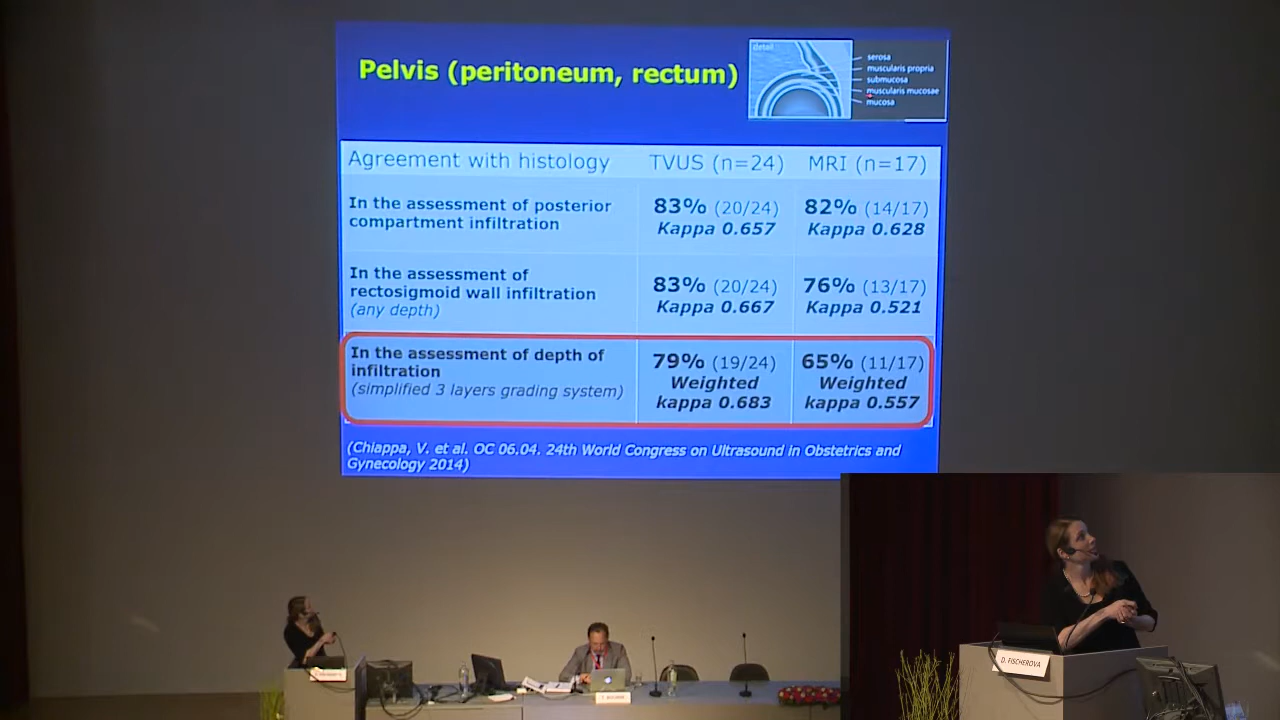 Pelvis (peritoneum, rectum)
detail
serosa
muscularis propria
submucosa
muscularis mucosae
mucosa
Agreement with histology TVUS (n=24) MRI (n=17)
In the assessment of posterior
compartment infiltration
83% (20/24)
Kappa 0.657
82% (14/17)
Kappa 0.628
In the assessment of
rectosigmoid wall infiltration
(any depth)
83% (20/24)
Kappa 0.667
76% (13/17)
Kappa 0.521
In the assessment of depth of
infiltration
(simplified 3 layers grading system)
79% (19/24)
Weighted
kappa 0.683
65% (11/17)
Weighted
kappa 0.557
(Chiappa, V. et al. OC 06.04. 24th World Congress on Ultrasound in Obstetrics and
Gynecology 2014)
D. FISCHEROVA